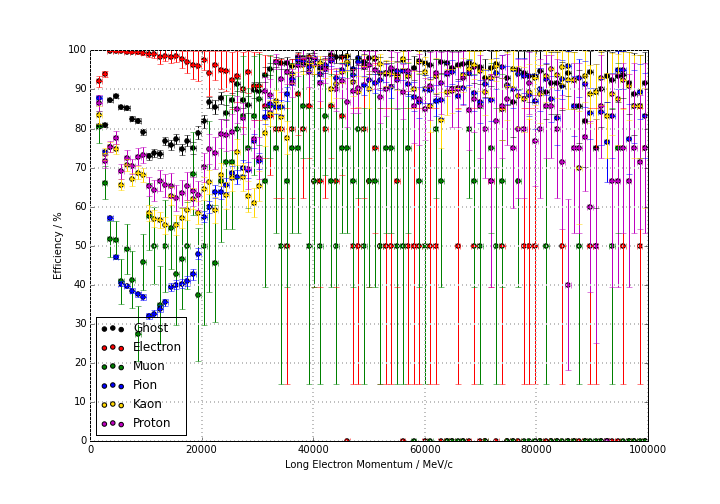 100
90
80
70
60
50
40
30
20
10
0
Efficiency / %
Ghost
Electron
Muon
Pion
Kaon
Proton
0 20000 40000 60000 80000 100000
Long Electron Momentum / MeV/c